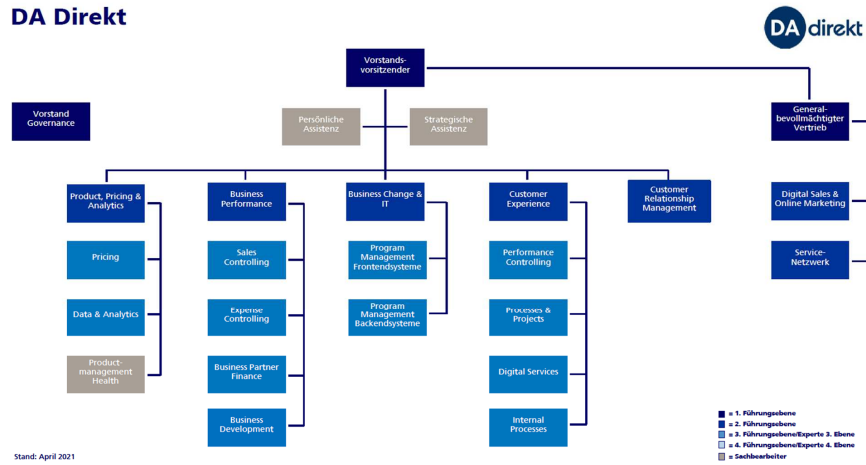 DA Direkt
DA direkt
Vorstands-
vorsitzender
Vorstand
Governance
Persönliche
Assistenz
Strategische
Assistenz
General-
bevollmächtigter
Vertrieb
Product, Pricing &
Analytics
Business
Performance
Business Change &
IT
Customer
Experience
Customer
Relationship
Management
Digital Sales &
Online Marketing
Pricing
Sales
Controlling
Program
Management
Frontendsysteme
Performance
Controlling
Service-
Netzwerk
Data & Analytics
Expense
Controlling
Program
Management
Backendsysteme
Processes &
Projects
Product-
management
Health
Business Partner
Finance
Digital Services
Business
Development
Internal
Processes
= 1. Führungsebene
= 2. Führungsebene
= 3. Führungsebene/Experte 3. Ebene
= 4. Führungsebene/Experte 4. Ebene
= Sachbearbeiter
Stand: April 2021